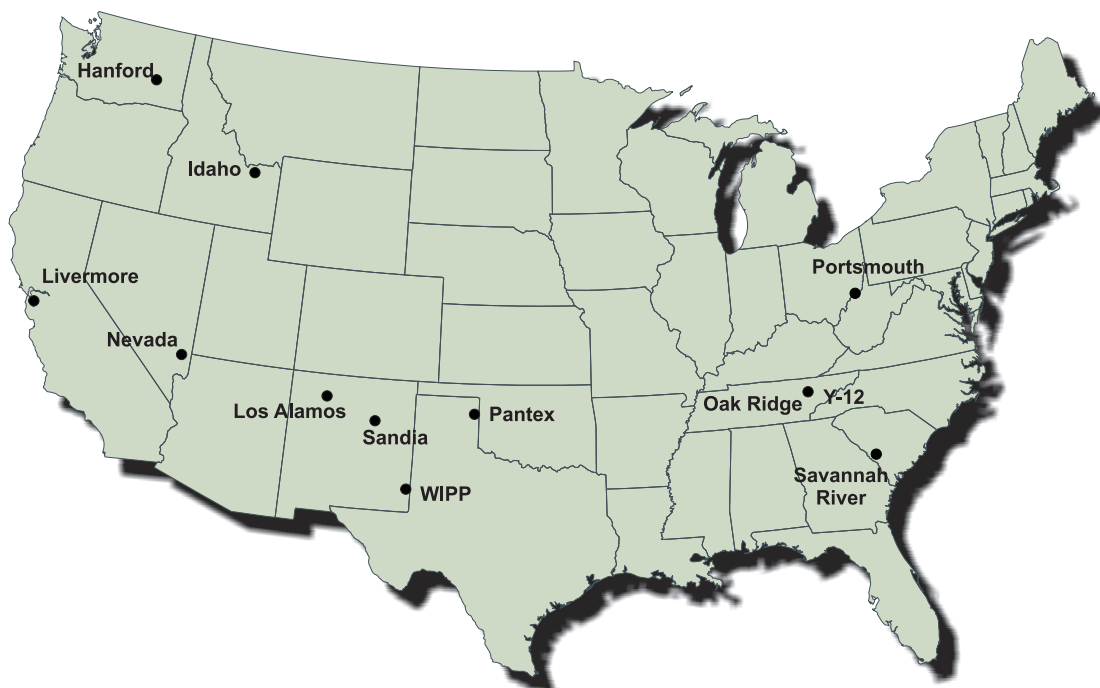 Hanford
Idaho
Portsmouth
Livermore
Nevada
Oak Ridge
Y-12
Los Alamos
Pantex
Sandia
Savannah
River
WIPP